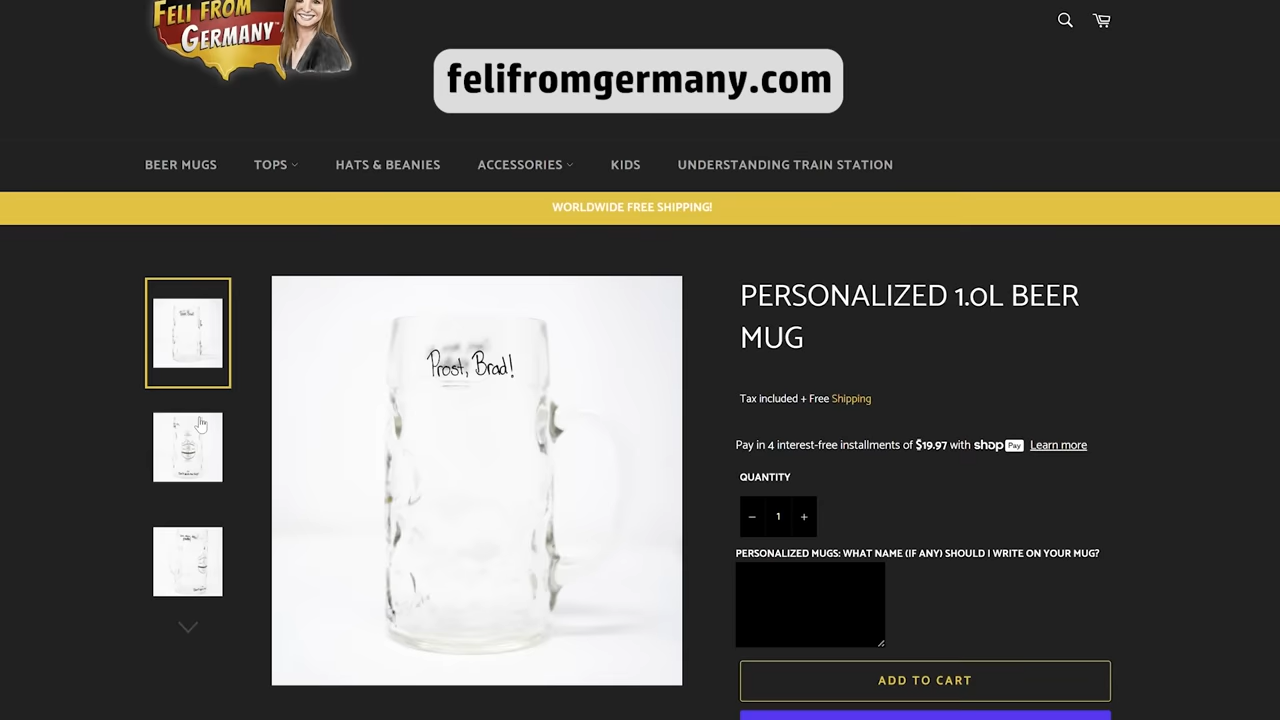 FELI FROM
GERMANY™
felifromgermany.com
BEER MUGS
TOPS
HATS & BEANIES
ACCESSORIES
KIDS
UNDERSTANDING TRAIN STATION
WORLDWIDE FREE SHIPPING!
Prost, Brad!
PERSONALIZED 1.0L BEER
MUG
Tax included + Free Shipping
Pay in 4 interest-free installments of $19.97 with shop Pay Learn more
QUANTITY
− 1 +
PERSONALIZED MUGS: WHAT NAME (IF ANY) SHOULD I WRITE ON YOUR MUG?
ADD TO CART